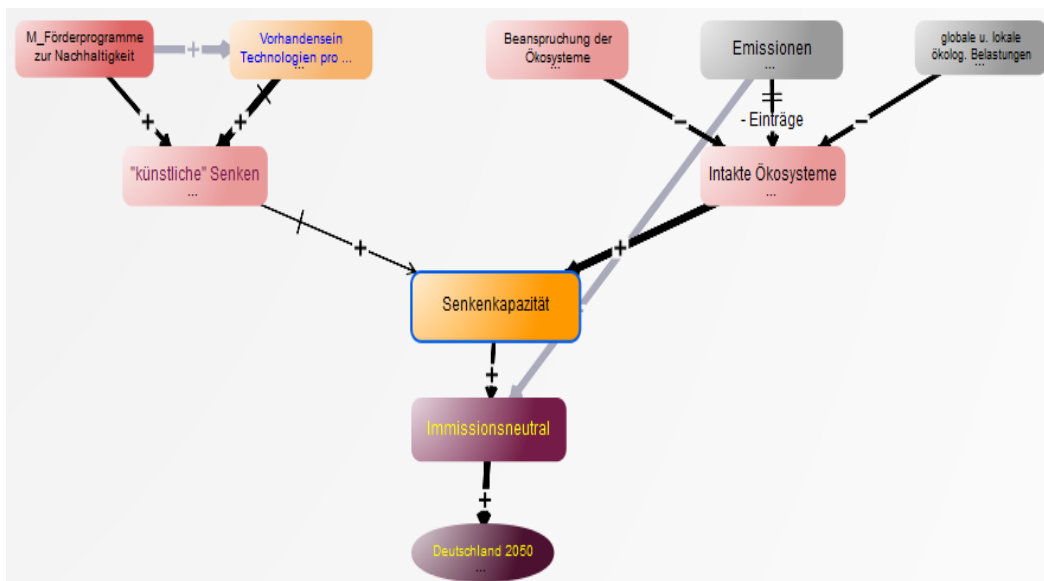 M_Förderprogramme
zur Nachhaltigkeit
+
Vorhandensein
Technologien pro ...
...
Beanspruchung der
Ökosysteme
...
Emissionen
...
globale u. lokale
ökolog. Belastungen
...
+
+
-
- Einträge
-
"künstliche" Senken
...
Intakte Ökosysteme
...
+
+
Senkenkapazität
+
Immissionsneutral
+
Deutschland 2050
...